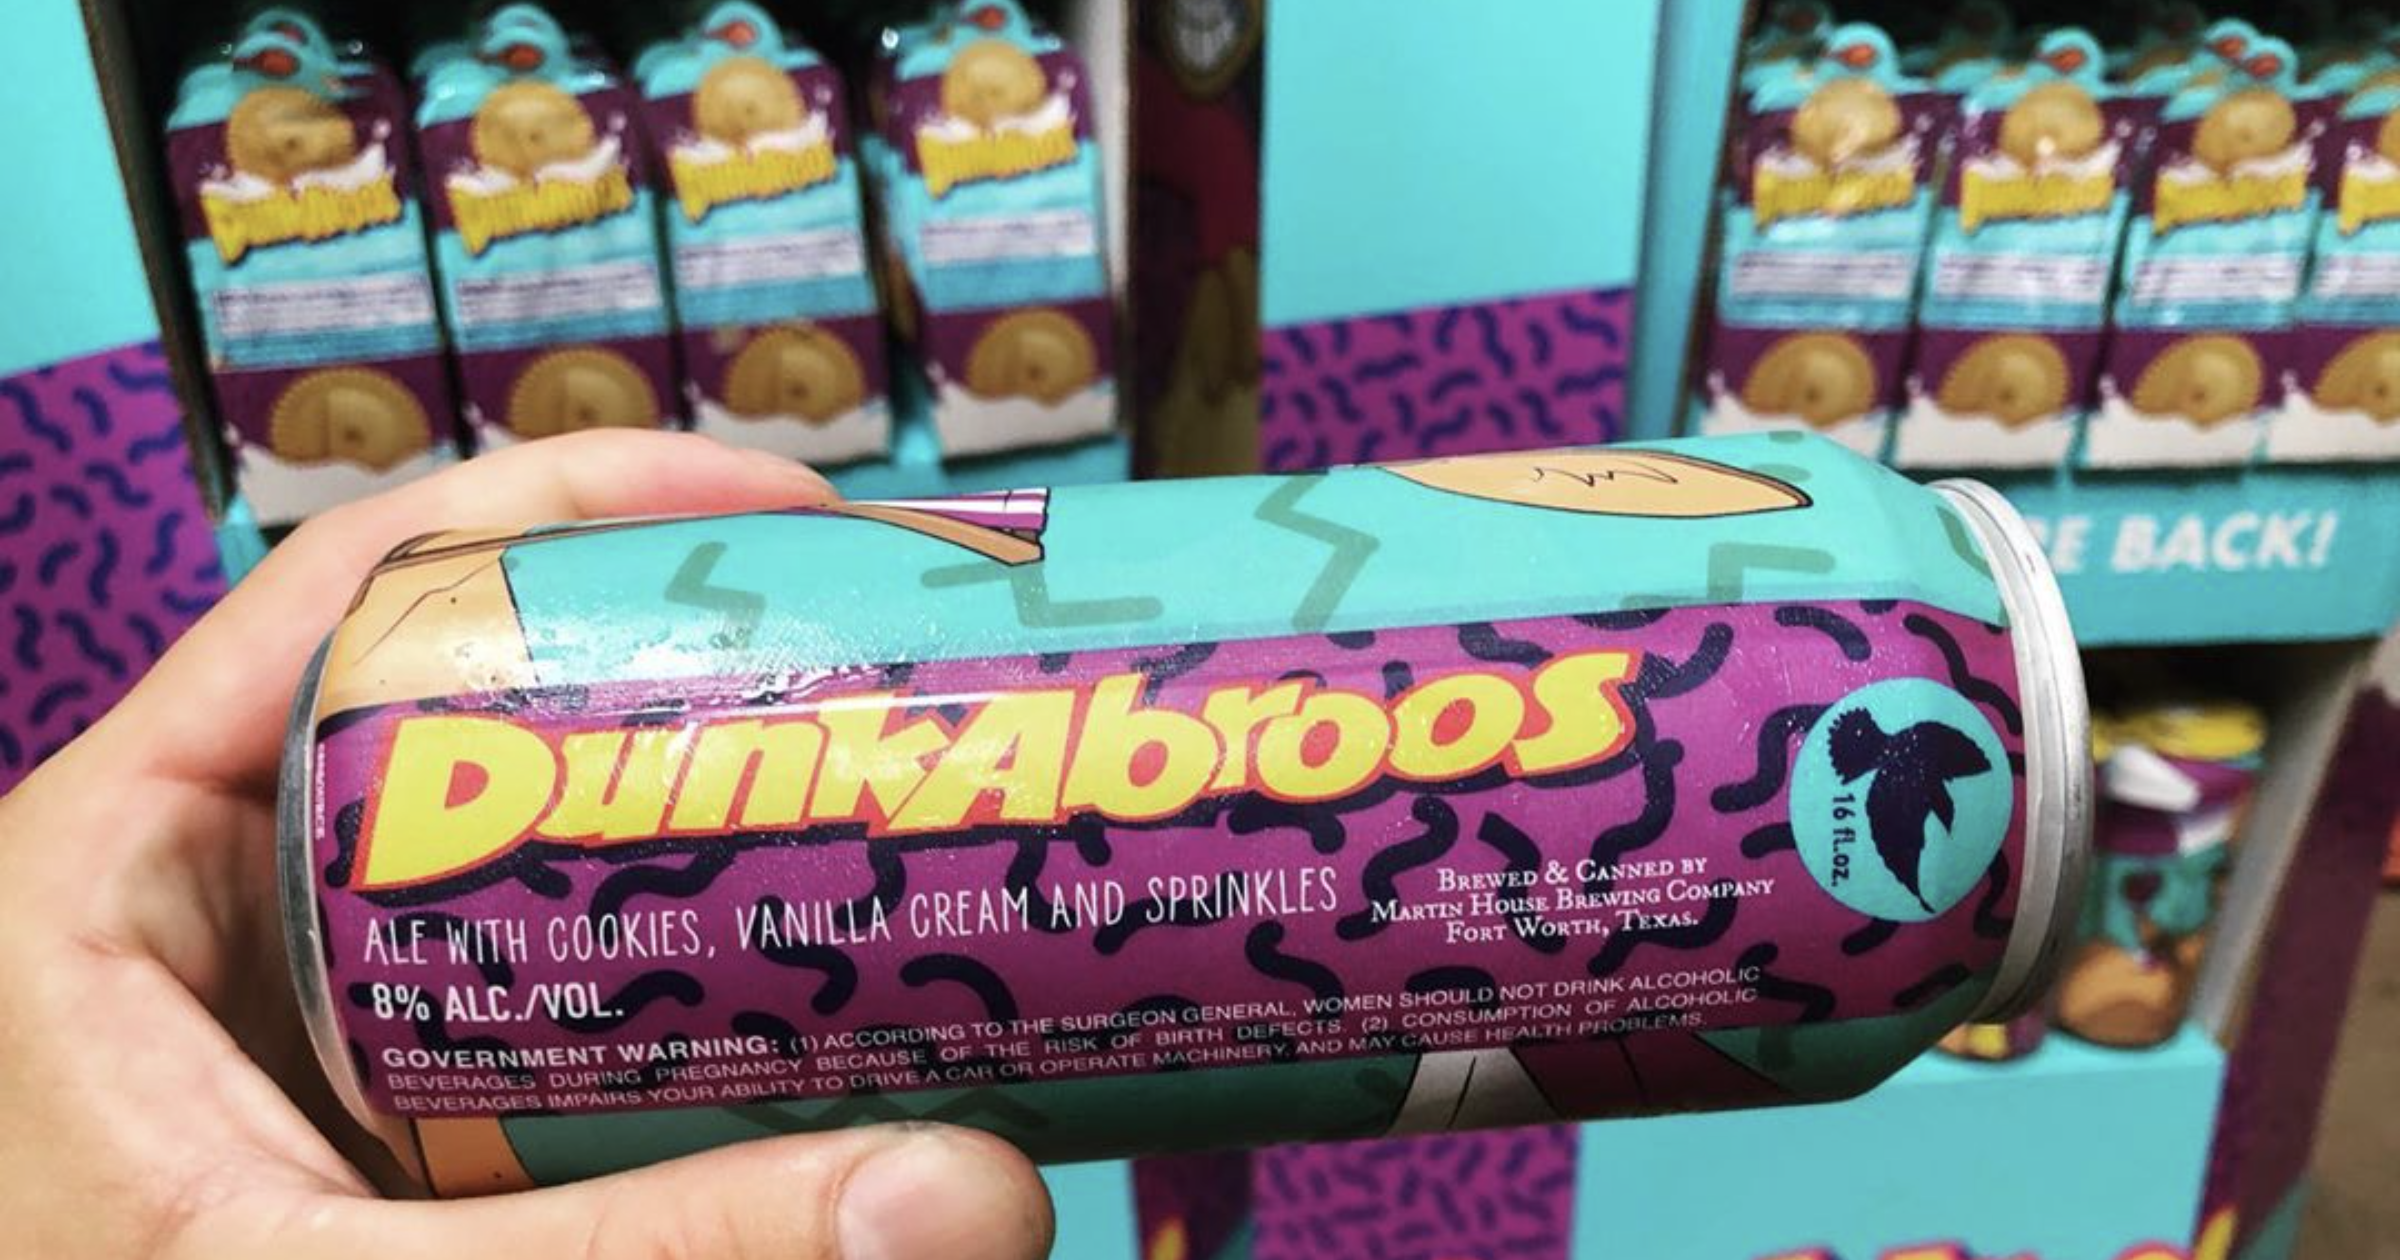 BE BACK!
DunkAbroos
ALE WITH COOKIES, VANILLA CREAM AND SPRINKLES
8% ALC./VOL.
BREWED & CANNED BY
MARTIN HOUSE BREWING COMPANY
FORT WORTH, TEXAS.
16 fl.oz.
GOVERNMENT WARNING: (1) ACCORDING TO THE SURGEON GENERAL, WOMEN SHOULD NOT DRINK ALCOHOLIC
BEVERAGES DURING PREGNANCY BECAUSE OF THE RISK OF BIRTH DEFECTS. (2) CONSUMPTION OF ALCOHOLIC
BEVERAGES IMPAIRS YOUR ABILITY TO DRIVE A CAR OR OPERATE MACHINERY, AND MAY CAUSE HEALTH PROBLEMS.